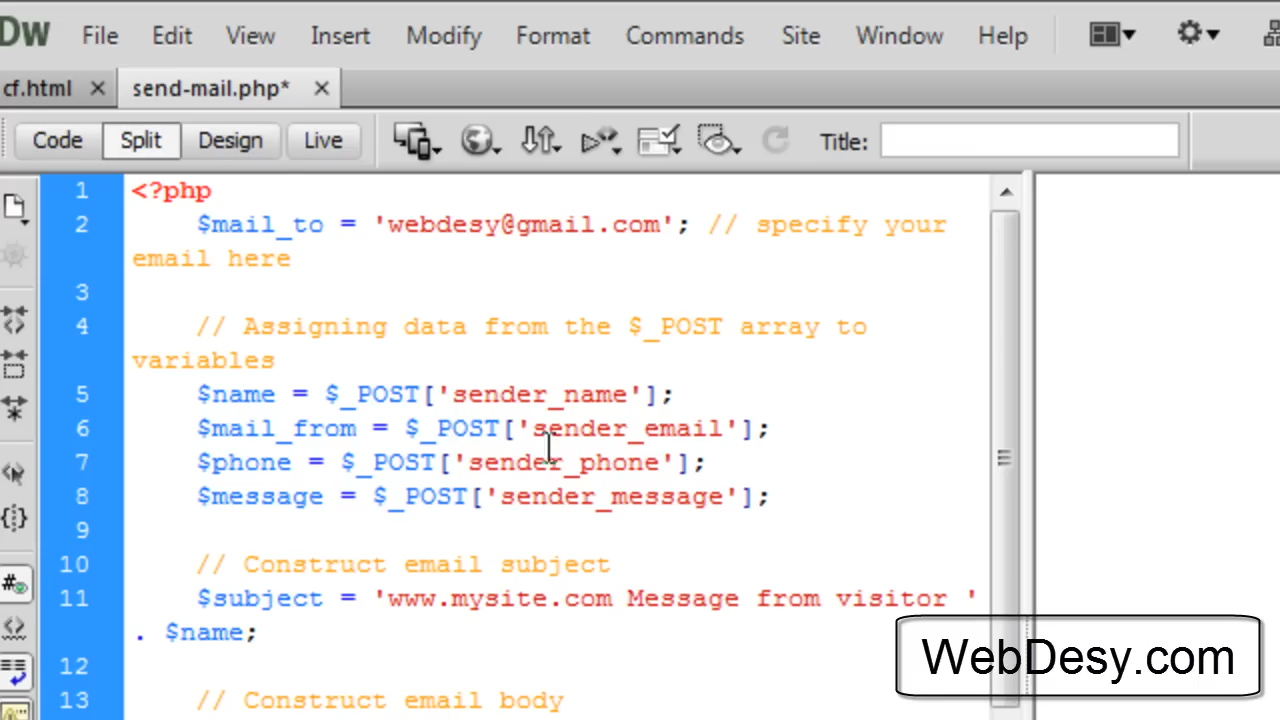 Dw File Edit View Insert Modify Format Commands Site Window Help
cf.html × send-mail.php* ×
Code Split Design Live Title:
1 <?php
2 $mail_to = 'webdesy@gmail.com'; // specify your
email here
3
4 // Assigning data from the $_POST array to
variables
5 $name = $_POST['sender_name'];
6 $mail_from = $_POST['sender_email'];
7 $phone = $_POST['sender_phone'];
8 $message = $_POST['sender_message'];
9
10 // Construct email subject
11 $subject = 'www.mysite.com Message from visitor '
. $name;
12
13 // Construct email body
WebDesy.com